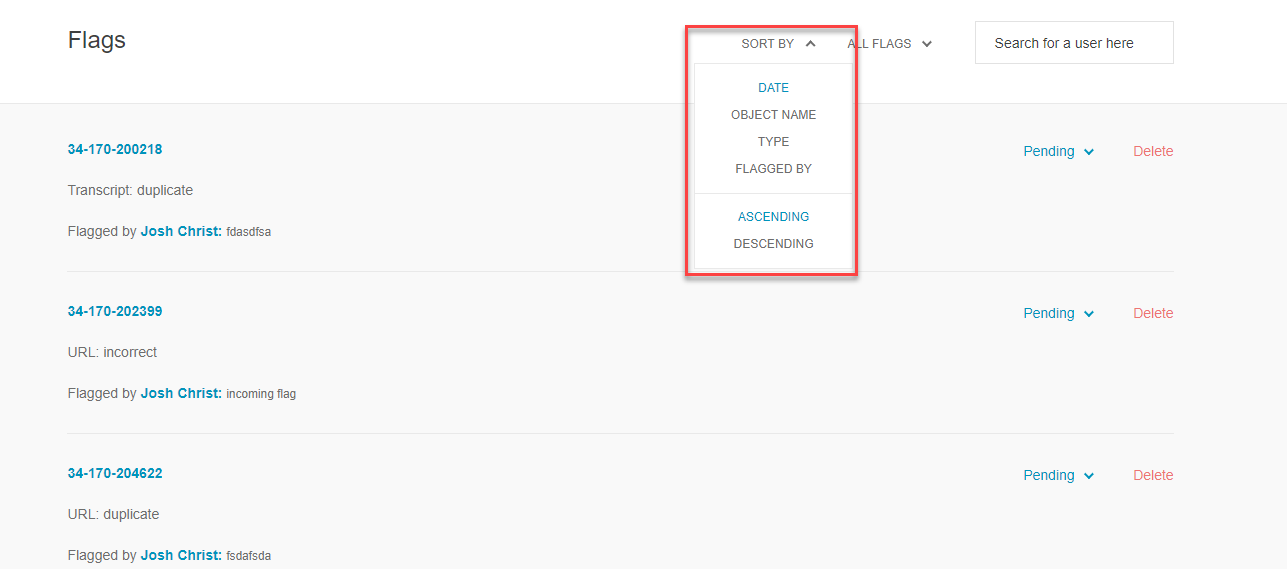 Flags
SORT BY
ALL FLAGS
Search for a user here
DATE
OBJECT NAME
TYPE
FLAGGED BY
ASCENDING
DESCENDING
34-170-200218
Pending
Delete
Transcript: duplicate
Flagged by Josh Christ: fdasdfsa
34-170-202399
Pending
Delete
URL: incorrect
Flagged by Josh Christ: incoming flag
34-170-204622
Pending
Delete
URL: duplicate
Flagged by Josh Christ: fsdafsda